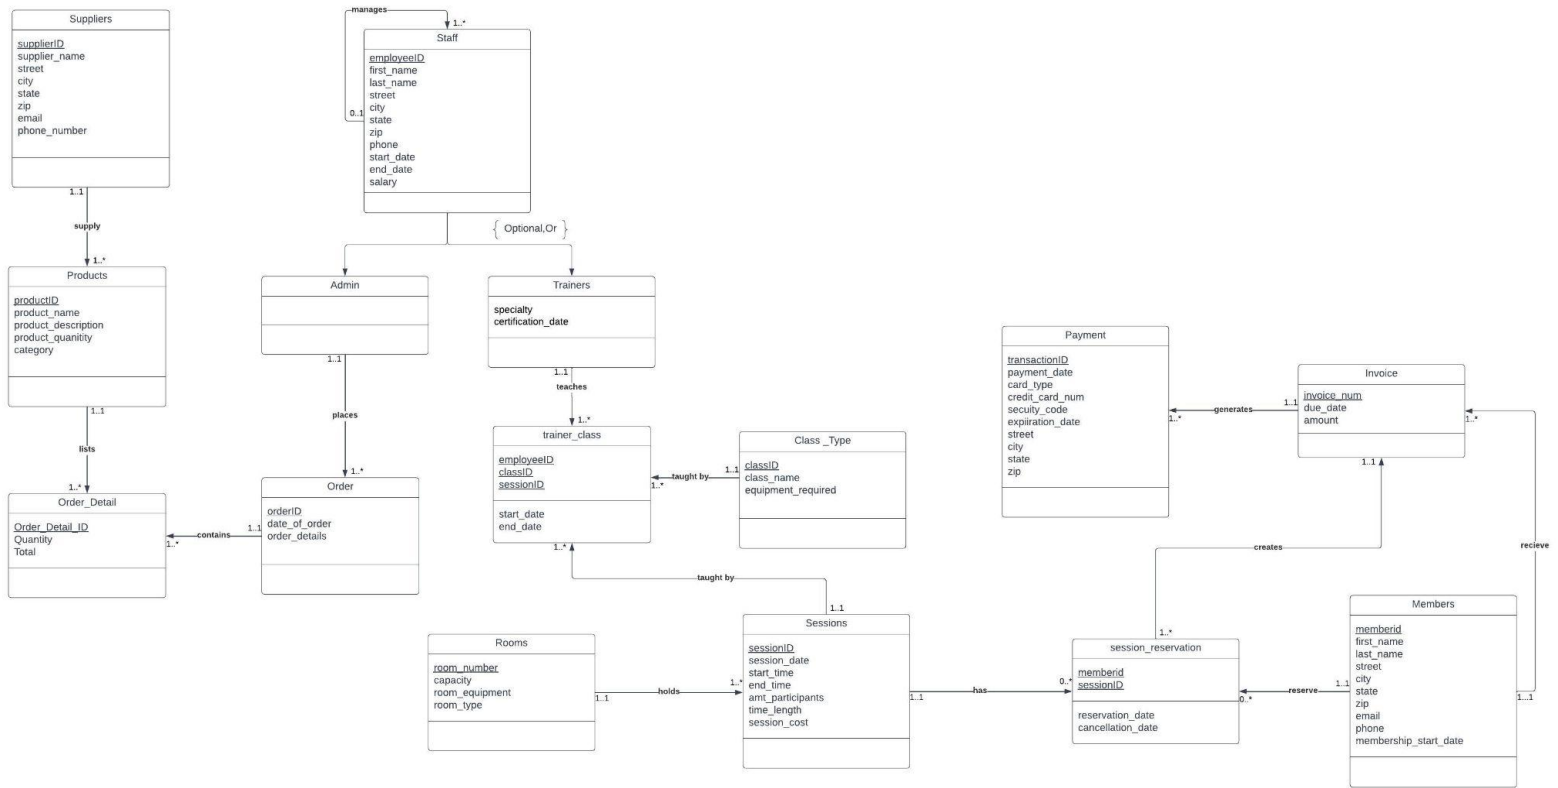 Suppliers
supplierID
supplier_name
street
city
state
zip
email
phone_number
1..1
supply
1..*
Products
productID
product_name
product_description
product_quanitity
category
1..1
lists
1..*
Order_Detail
Order_Detail_ID
Quantity
Total
manages
1..*
0..1
Staff
employeeID
first_name
last_name
street
city
state
zip
phone
start_date
end_date
salary
{ Optional,Or }
Admin
1..1
places
1..*
Order
orderID
date_of_order
order_details
1..1
contains
1..*
Trainers
specialty
certification_date
1..1
teaches
1..*
trainer_class
employeeID
classID
sessionID
start_date
end_date
1..*
taught by
1..1
Class _Type
classID
class_name
equipment_required
1..1
taught by
1..*
Rooms
room_number
capacity
room_equipment
room_type
1..1
holds
1..*
Sessions
sessionID
session_date
start_time
end_time
amt_participants
time_length
session_cost
1..1
has
0..*
session_reservation
memberid
sessionID
reservation_date
cancellation_date
1..*
creates
1..1
Payment
transactionID
payment_date
card_type
credit_card_num
secuity_code
expiiration_date
street
city
state
zip
1..*
generates
1..1
Invoice
invoice_num
due_date
amount
1..*
recieve
1..1
Members
memberid
first_name
last_name
street
city
state
zip
email
phone
membership_start_date
1..1
reserve
0..*